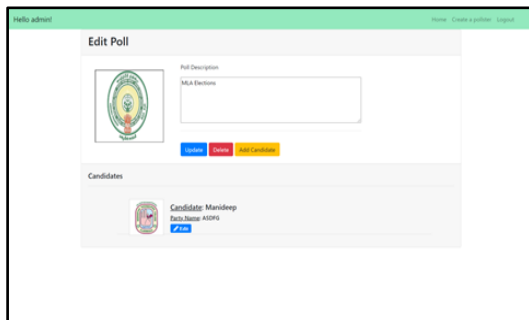 Hello admin!
Home Create a pollster Logout
Edit Poll
Poll Description
MLA Elections
Update Delete Add Candidate
Candidates
Candidate: Manideep
Party Name: ASDFG
Edit